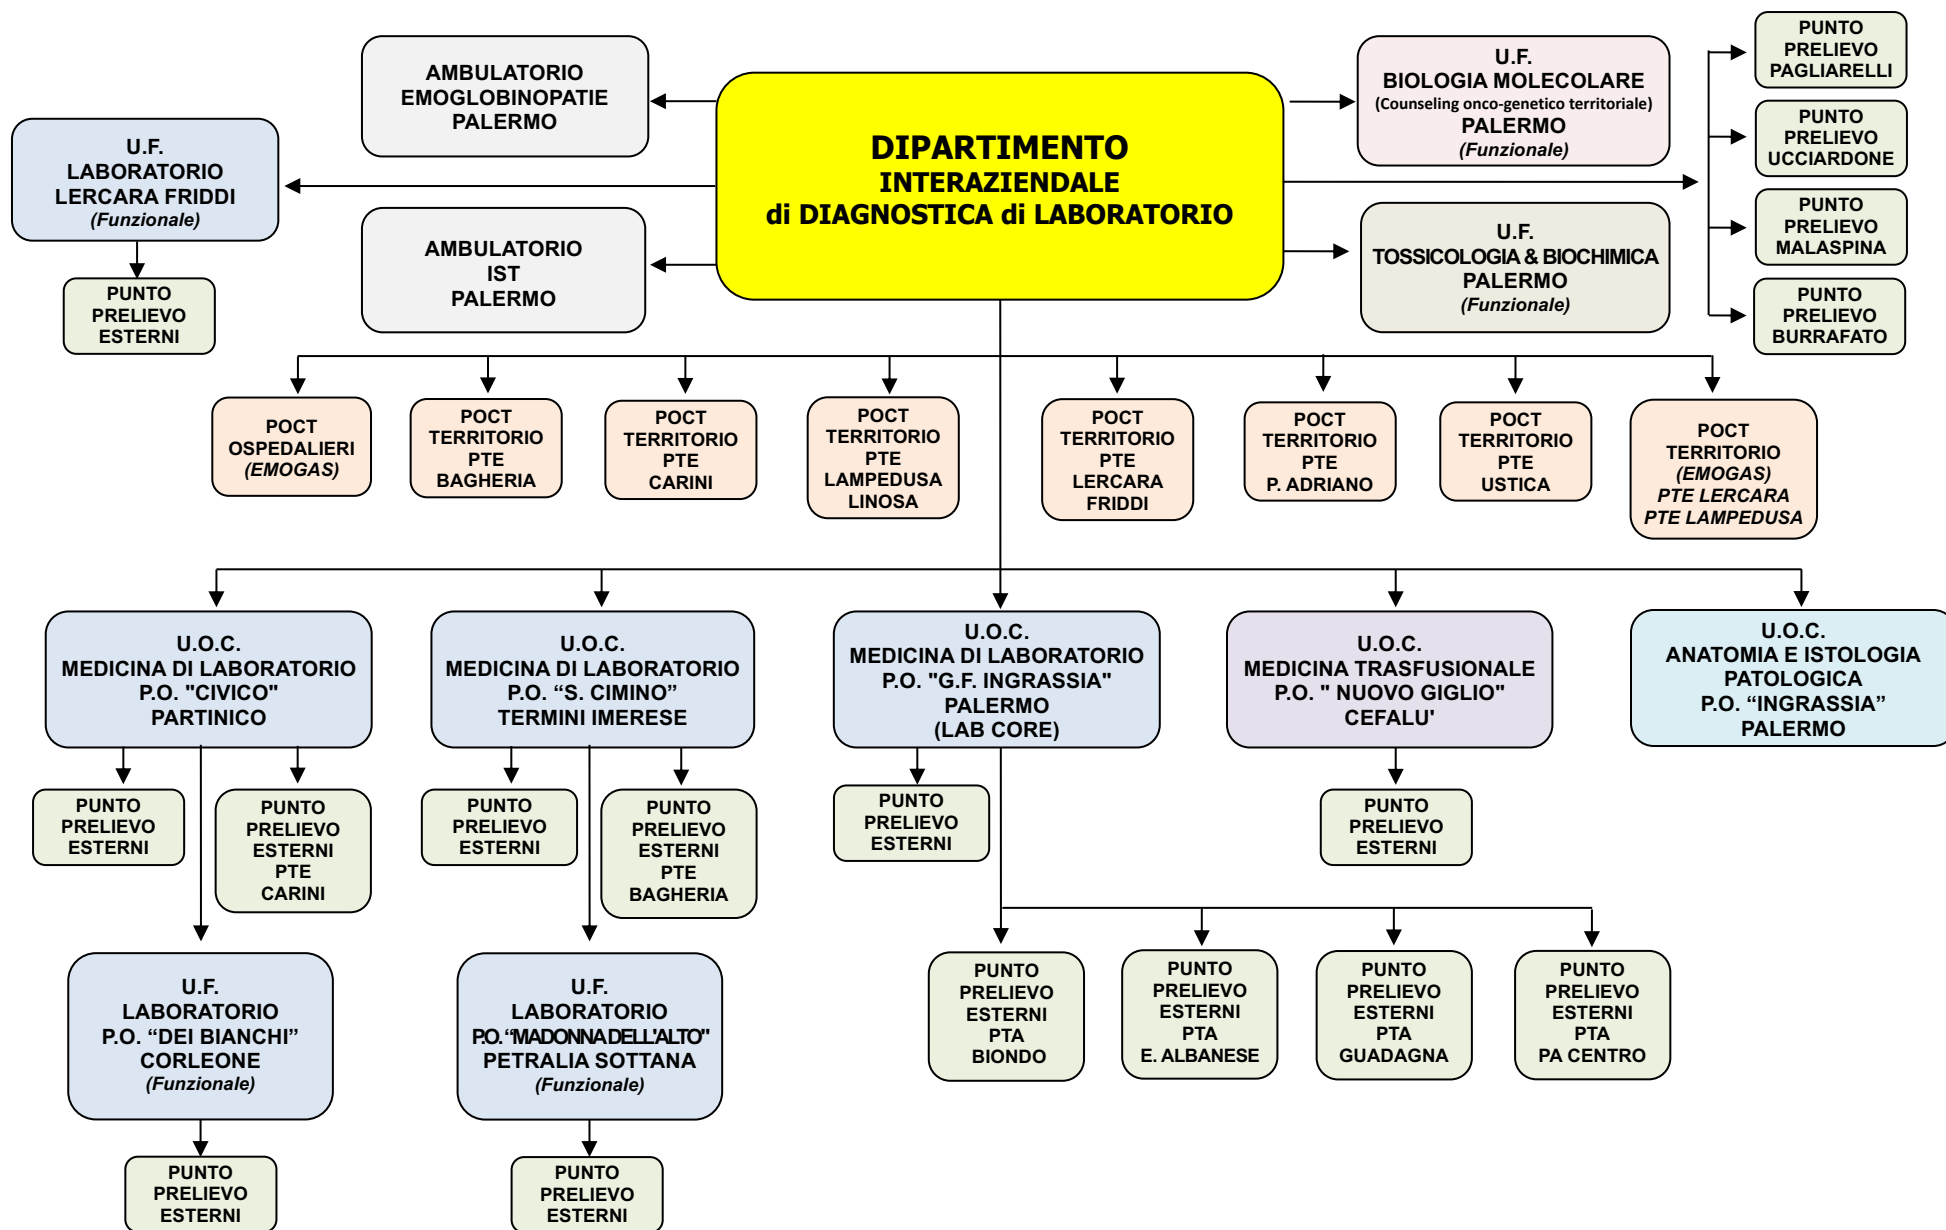 AMBULATORIO
EMOGLOBINOPATIE
PALERMO
U.F.
LABORATORIO
LERCARA FRIDDI
(Funzionale)
PUNTO
PRELIEVO
ESTERNI
AMBULATORIO
IST
PALERMO
DIPARTIMENTO
INTERAZIENDALE
di DIAGNOSTICA di LABORATORIO
U.F.
BIOLOGIA MOLECOLARE
(Counseling onco-genetico territoriale)
PALERMO
(Funzionale)
U.F.
TOSSICOLOGIA & BIOCHIMICA
PALERMO
(Funzionale)
PUNTO
PRELIEVO
PAGLIARELLI
PUNTO
PRELIEVO
UCCIARDONE
PUNTO
PRELIEVO
MALASPINA
PUNTO
PRELIEVO
BURRAFATO
POCT
OSPEDALIERI
(EMOGAS)
POCT
TERRITORIO
PTE
BAGHERIA
POCT
TERRITORIO
PTE
CARINI
POCT
TERRITORIO
PTE
LAMPEDUSA
LINOSA
POCT
TERRITORIO
PTE
LERCARA
FRIDDI
POCT
TERRITORIO
PTE
P. ADRIANO
POCT
TERRITORIO
PTE
USTICA
POCT
TERRITORIO
(EMOGAS)
PTE LERCARA
PTE LAMPEDUSA
U.O.C.
MEDICINA DI LABORATORIO
P.O. "CIVICO"
PARTINICO
U.O.C.
MEDICINA DI LABORATORIO
P.O. “S. CIMINO”
TERMINI IMERESE
U.O.C.
MEDICINA DI LABORATORIO
P.O. "G.F. INGRASSIA"
PALERMO
(LAB CORE)
U.O.C.
MEDICINA TRASFUSIONALE
P.O. " NUOVO GIGLIO"
CEFALU'
U.O.C.
ANATOMIA E ISTOLOGIA
PATOLOGICA
P.O. “INGRASSIA”
PALERMO
PUNTO
PRELIEVO
ESTERNI
PUNTO
PRELIEVO
ESTERNI
PTE
CARINI
PUNTO
PRELIEVO
ESTERNI
PUNTO
PRELIEVO
ESTERNI
PTE
BAGHERIA
PUNTO
PRELIEVO
ESTERNI
PUNTO
PRELIEVO
ESTERNI
U.F.
LABORATORIO
P.O. “DEI BIANCHI”
CORLEONE
(Funzionale)
U.F.
LABORATORIO
P.O. “MADONNA DELL'ALTO"
PETRALIA SOTTANA
(Funzionale)
PUNTO
PRELIEVO
ESTERNI
PTA
BIONDO
PUNTO
PRELIEVO
ESTERNI
PTA
E. ALBANESE
PUNTO
PRELIEVO
ESTERNI
PTA
GUADAGNA
PUNTO
PRELIEVO
ESTERNI
PTA
PA CENTRO
PUNTO
PRELIEVO
ESTERNI
PUNTO
PRELIEVO
ESTERNI